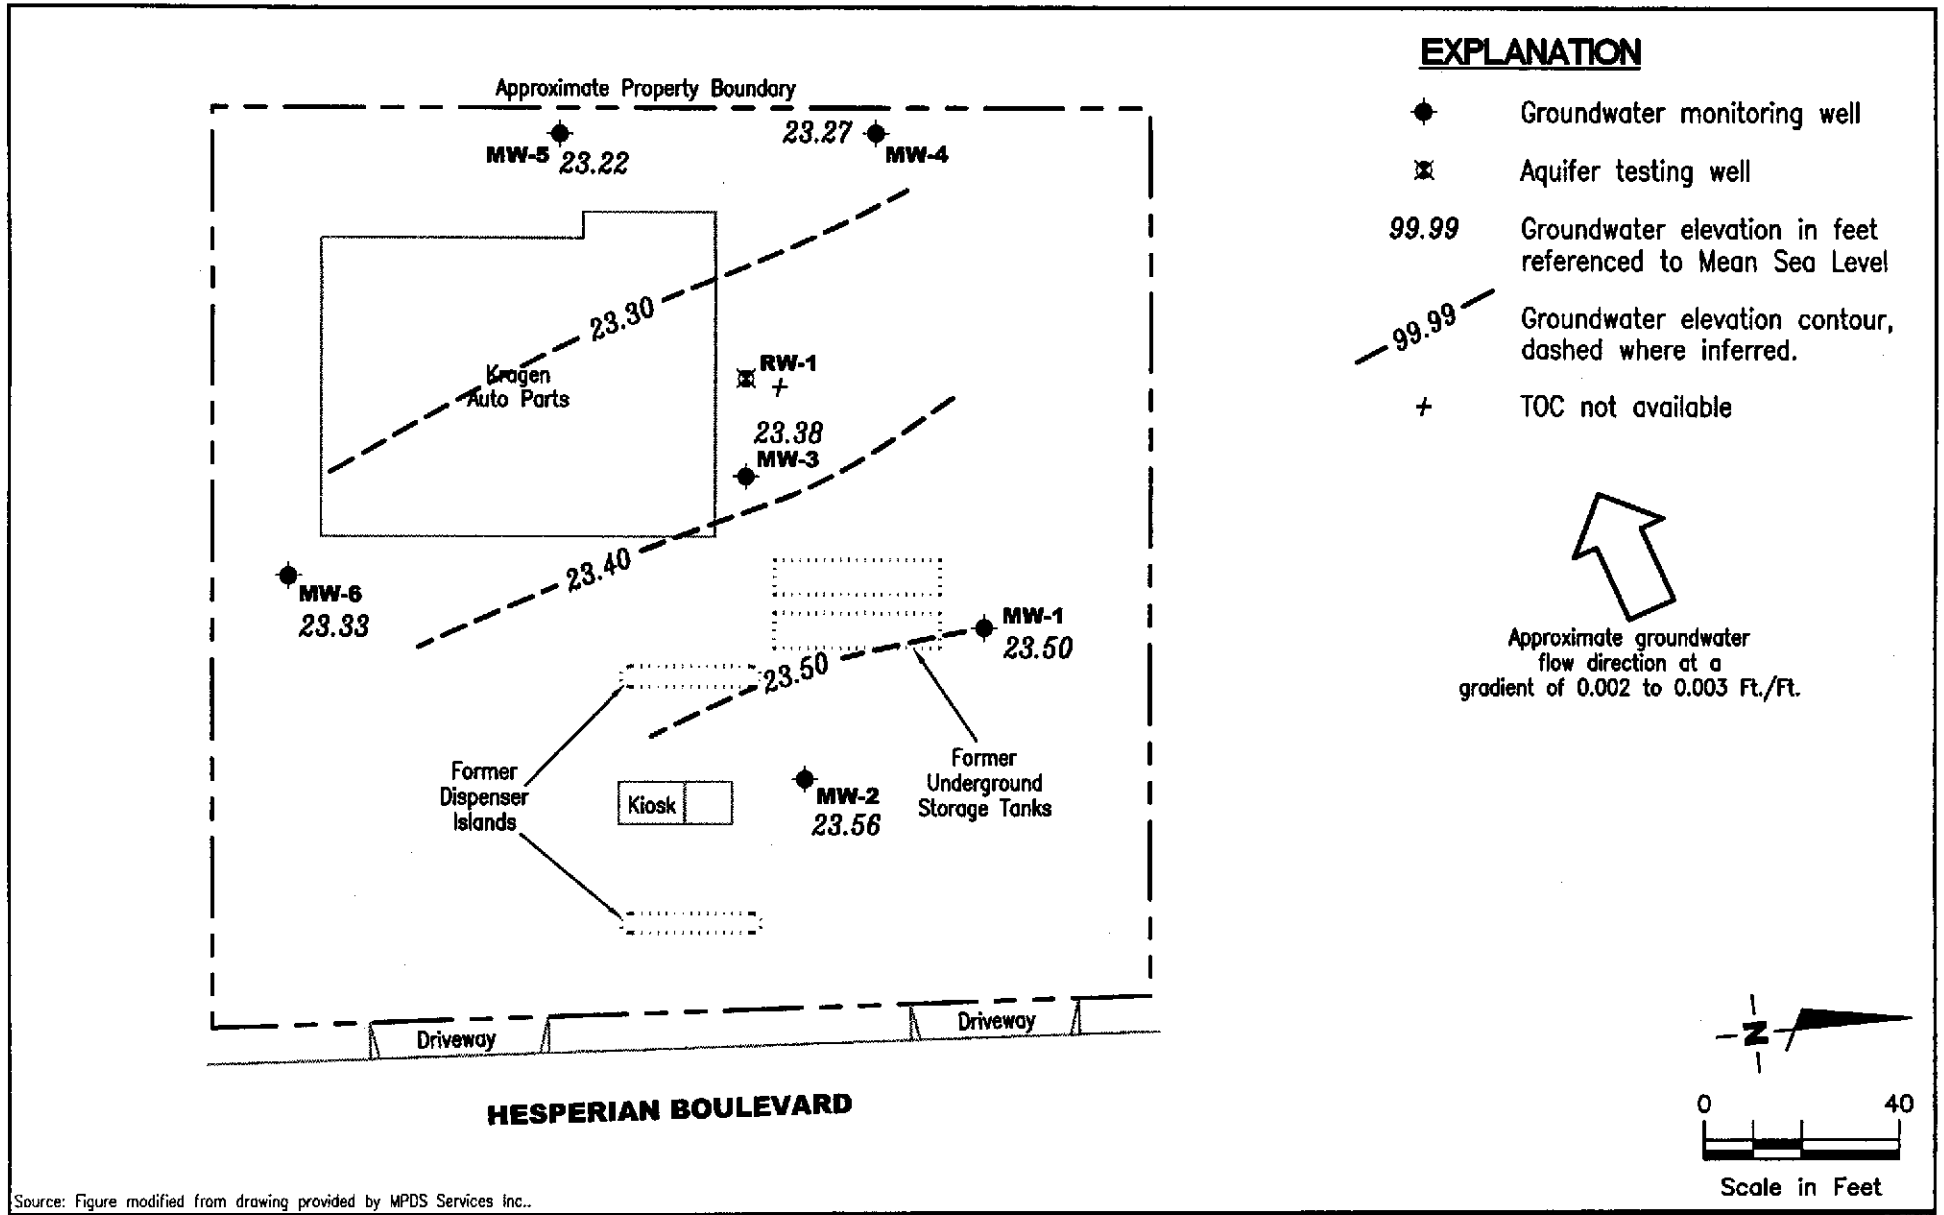 Approximate Property Boundary
MW-5 23.22
23.27
MW-4
23.30
Kragen
Auto Parts
RW-1
+
23.38
MW-3
23.40
MW-6
23.33
MW-1
23.50
23.50
Former
Dispenser
Islands
Kiosk
MW-2
23.56
Former
Underground
Storage Tanks
Driveway
Driveway
HESPERIAN BOULEVARD
EXPLANATION
Groundwater monitoring well
Aquifer testing well
99.99 Groundwater elevation in feet
referenced to Mean Sea Level
99.99 Groundwater elevation contour,
dashed where inferred.
+ TOC not available
Approximate groundwater
flow direction at a
gradient of 0.002 to 0.003 Ft./Ft.
N
0 40
Scale in Feet
Source: Figure modified from drawing provided by MPDS Services Inc..